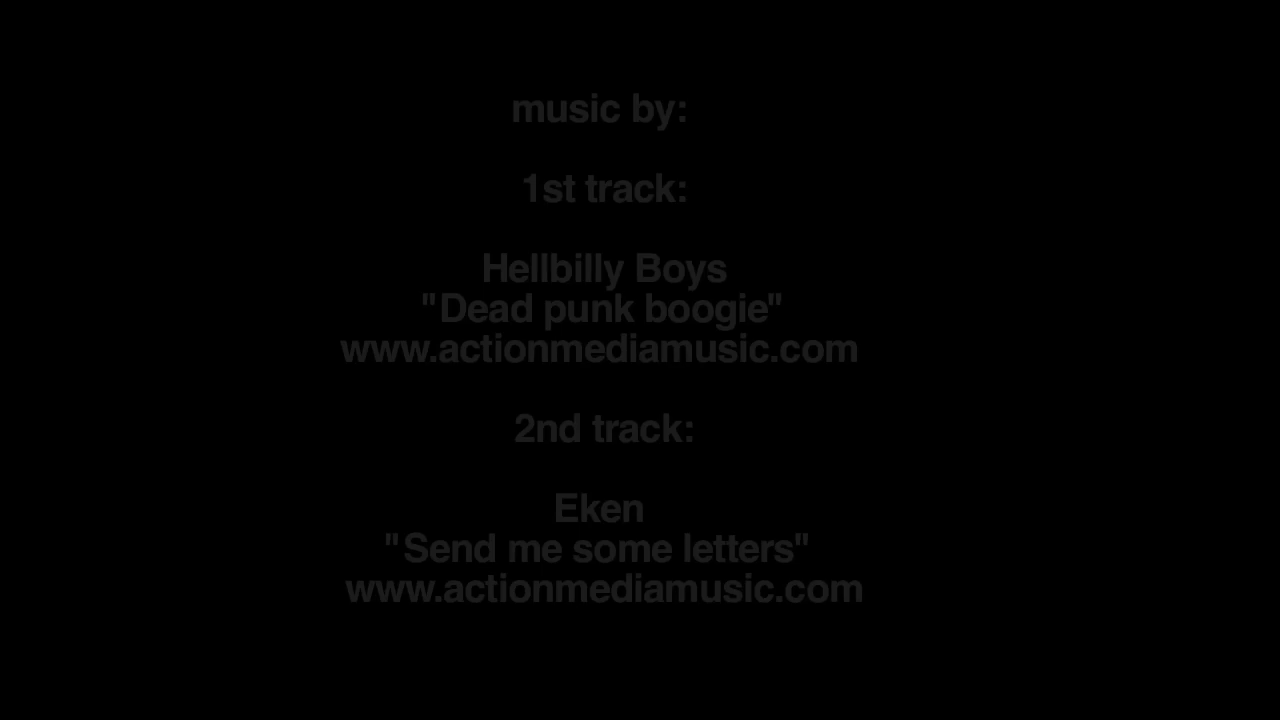 music by:
1st track:
Hellbilly Boys
"Dead punk boogie"
www.actionmediamusic.com
2nd track:
Eken
"Send me some letters"
www.actionmediamusic.com